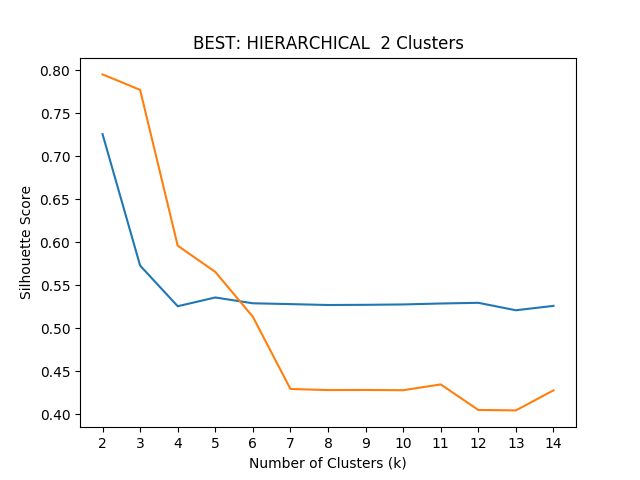 BEST: HIERARCHICAL  2 Clusters
0.80
0.75
0.70
0.65
0.60
0.55
0.50
0.45
0.40
Silhouette Score
2 3 4 5 6 7 8 9 10 11 12 13 14
Number of Clusters (k)